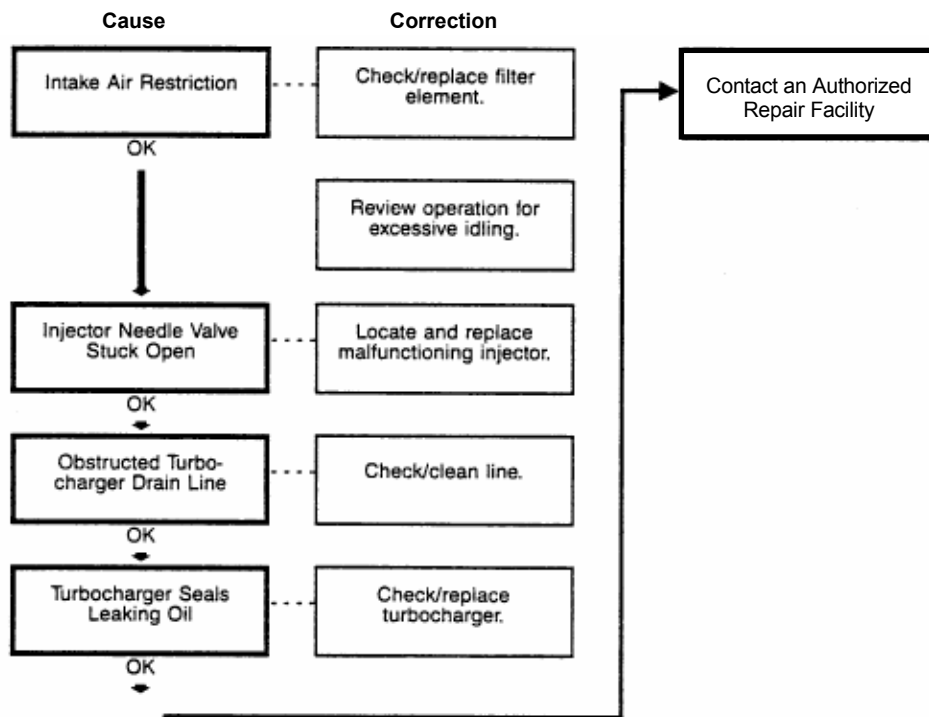 Cause
Correction
Intake Air Restriction
Check/replace filter
element.
Contact an Authorized
Repair Facility
OK
Review operation for
excessive idling.
Injector Needle Valve
Stuck Open
Locate and replace
malfunctioning injector.
OK
Obstructed Turbo-
charger Drain Line
Check/clean line.
OK
Turbocharger Seals
Leaking Oil
Check/replace
turbocharger.
OK